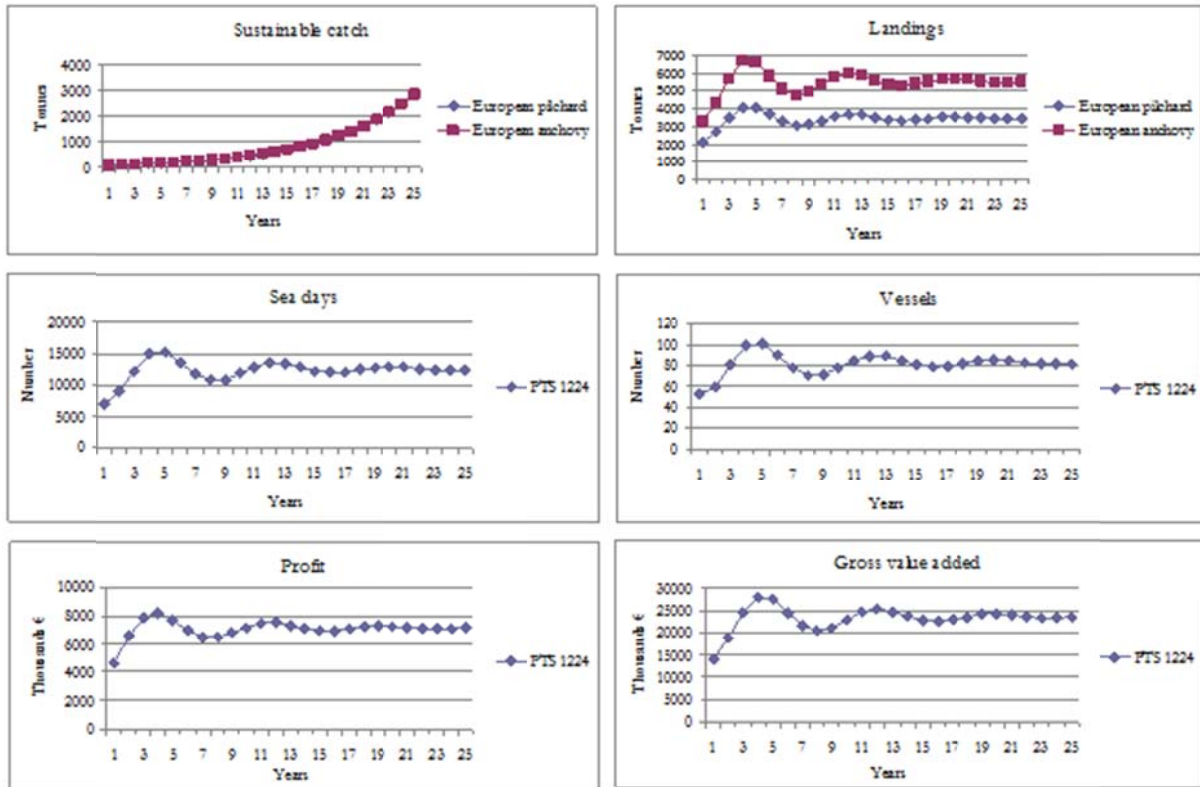 Sustainable catch
Tonnes
4000
3000
2000
1000
0
1 3 5 7 9 11 13 15 17 19 21 23 25
Years
European pilchard
European anchovy
Landings
Tonnes
7000
6000
5000
4000
3000
2000
1000
0
1 3 5 7 9 11 13 15 17 19 21 23 25
Years
European pilchard
European anchovy
Sea days
Number
20000
15000
10000
5000
0
1 3 5 7 9 11 13 15 17 19 21 23 25
Years
PTS 1224
Vessels
Number
120
100
80
60
40
20
0
1 3 5 7 9 11 13 15 17 19 21 23 25
Years
PTS 1224
Profit
Thousands €
10000
8000
6000
4000
2000
0
1 3 5 7 9 11 13 15 17 19 21 23 25
Years
PTS 1224
Gross value added
Thousands €
30000
25000
20000
15000
10000
5000
0
1 3 5 7 9 11 13 15 17 19 21 23 25
Years
PTS 1224